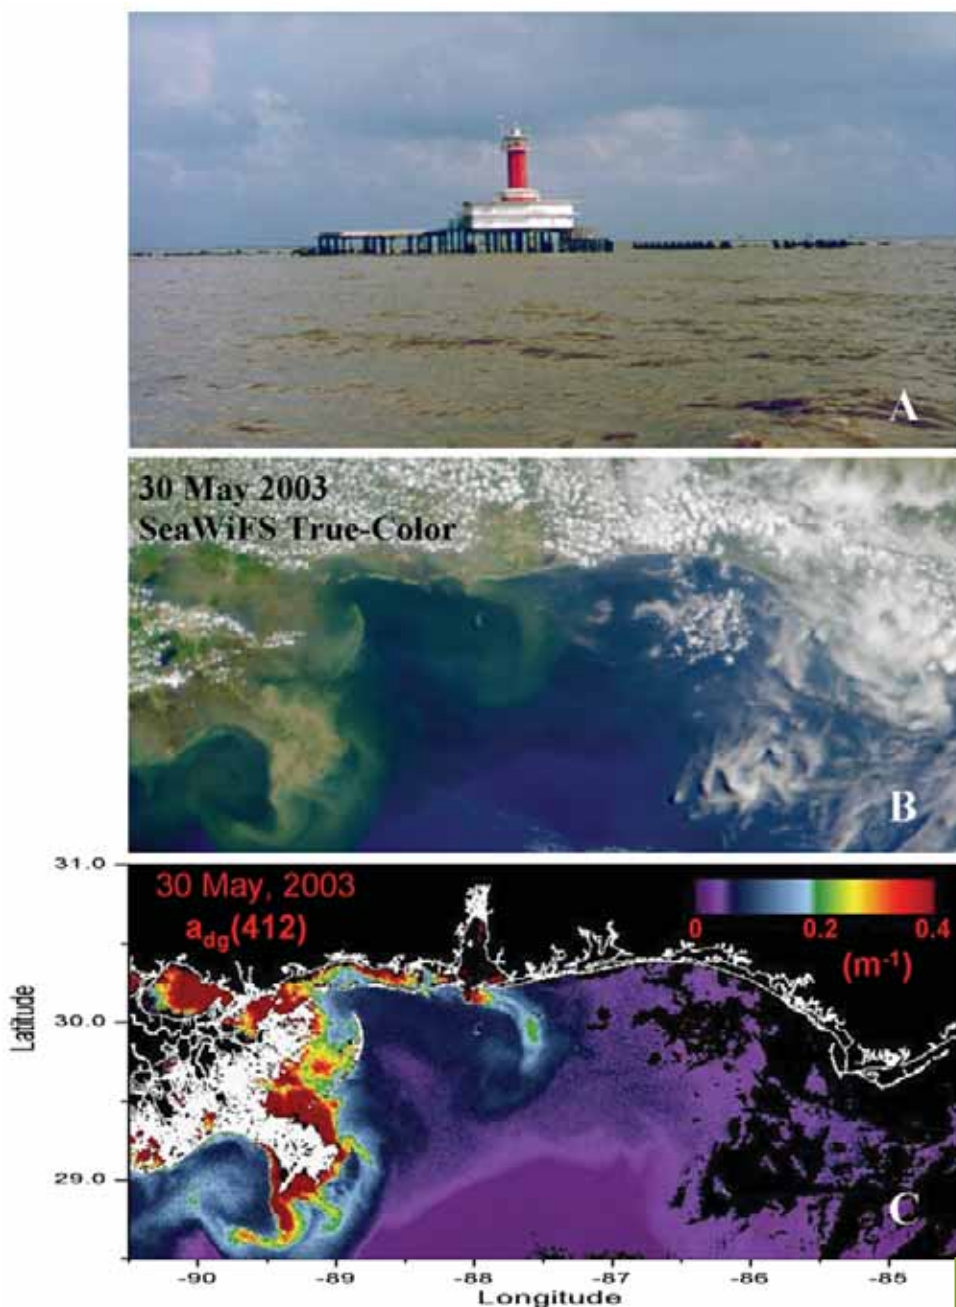 A
30 May 2003
SeaWiFS True-Color
B
31.0
30 May, 2003
a_dg(412)
0 0.2 0.4
(m⁻¹)
Latitude
30.0
29.0
C
-90 -89 -88 -87 -86 -85
Longitude